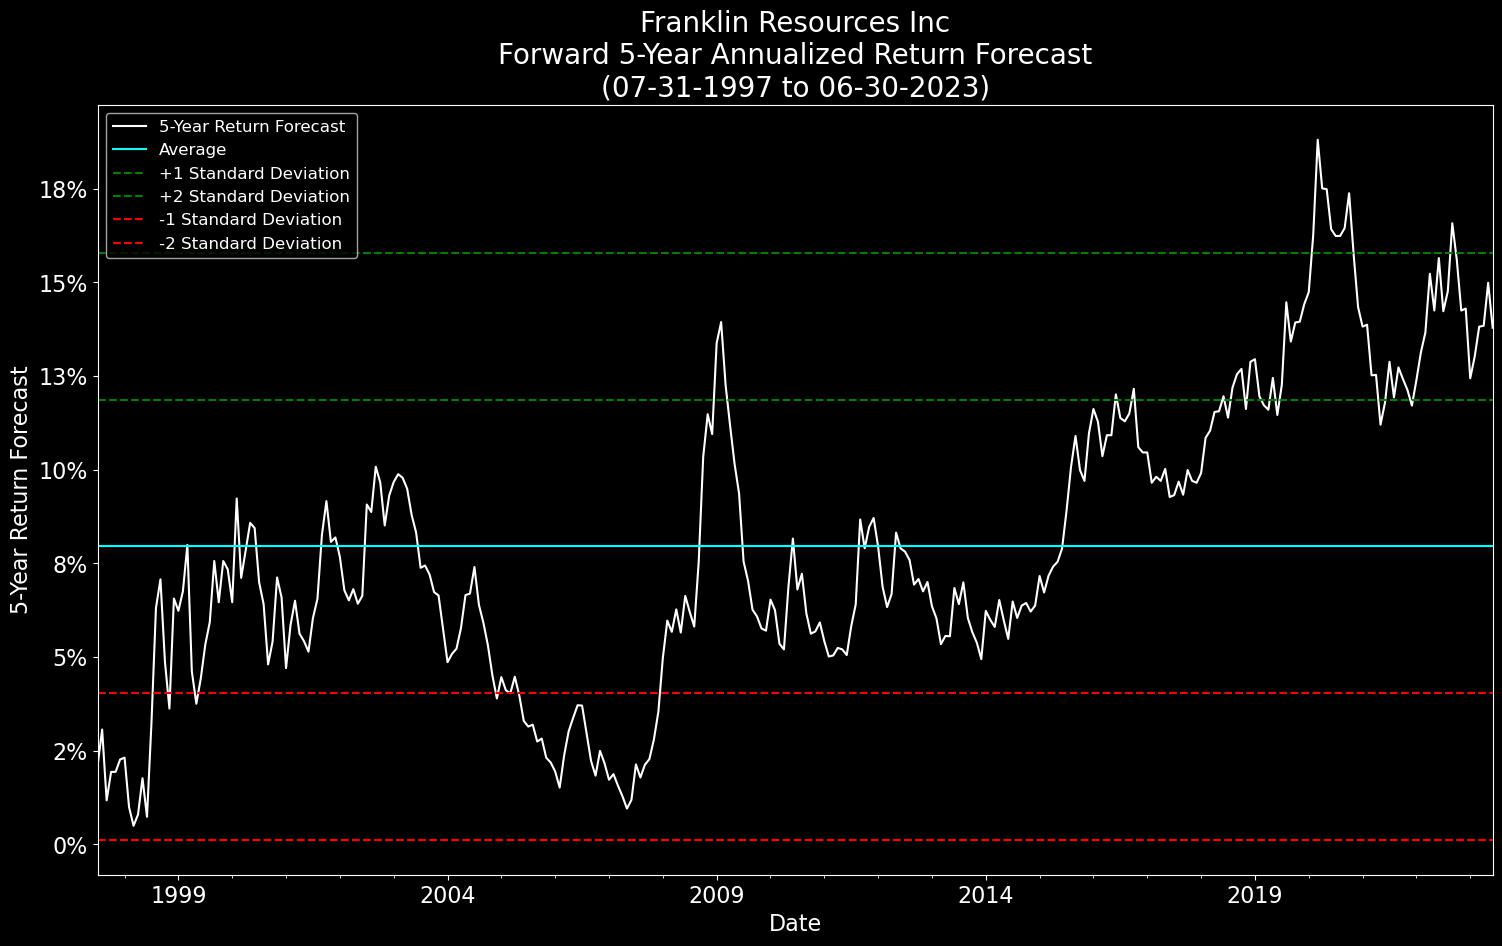 Franklin Resources Inc
Forward 5-Year Annualized Return Forecast
(07-31-1997 to 06-30-2023)
5-Year Return Forecast
Average
+1 Standard Deviation
+2 Standard Deviation
-1 Standard Deviation
-2 Standard Deviation
18%
15%
13%
10%
8%
5%
2%
0%
5-Year Return Forecast
1999
2004
2009
2014
2019
Date